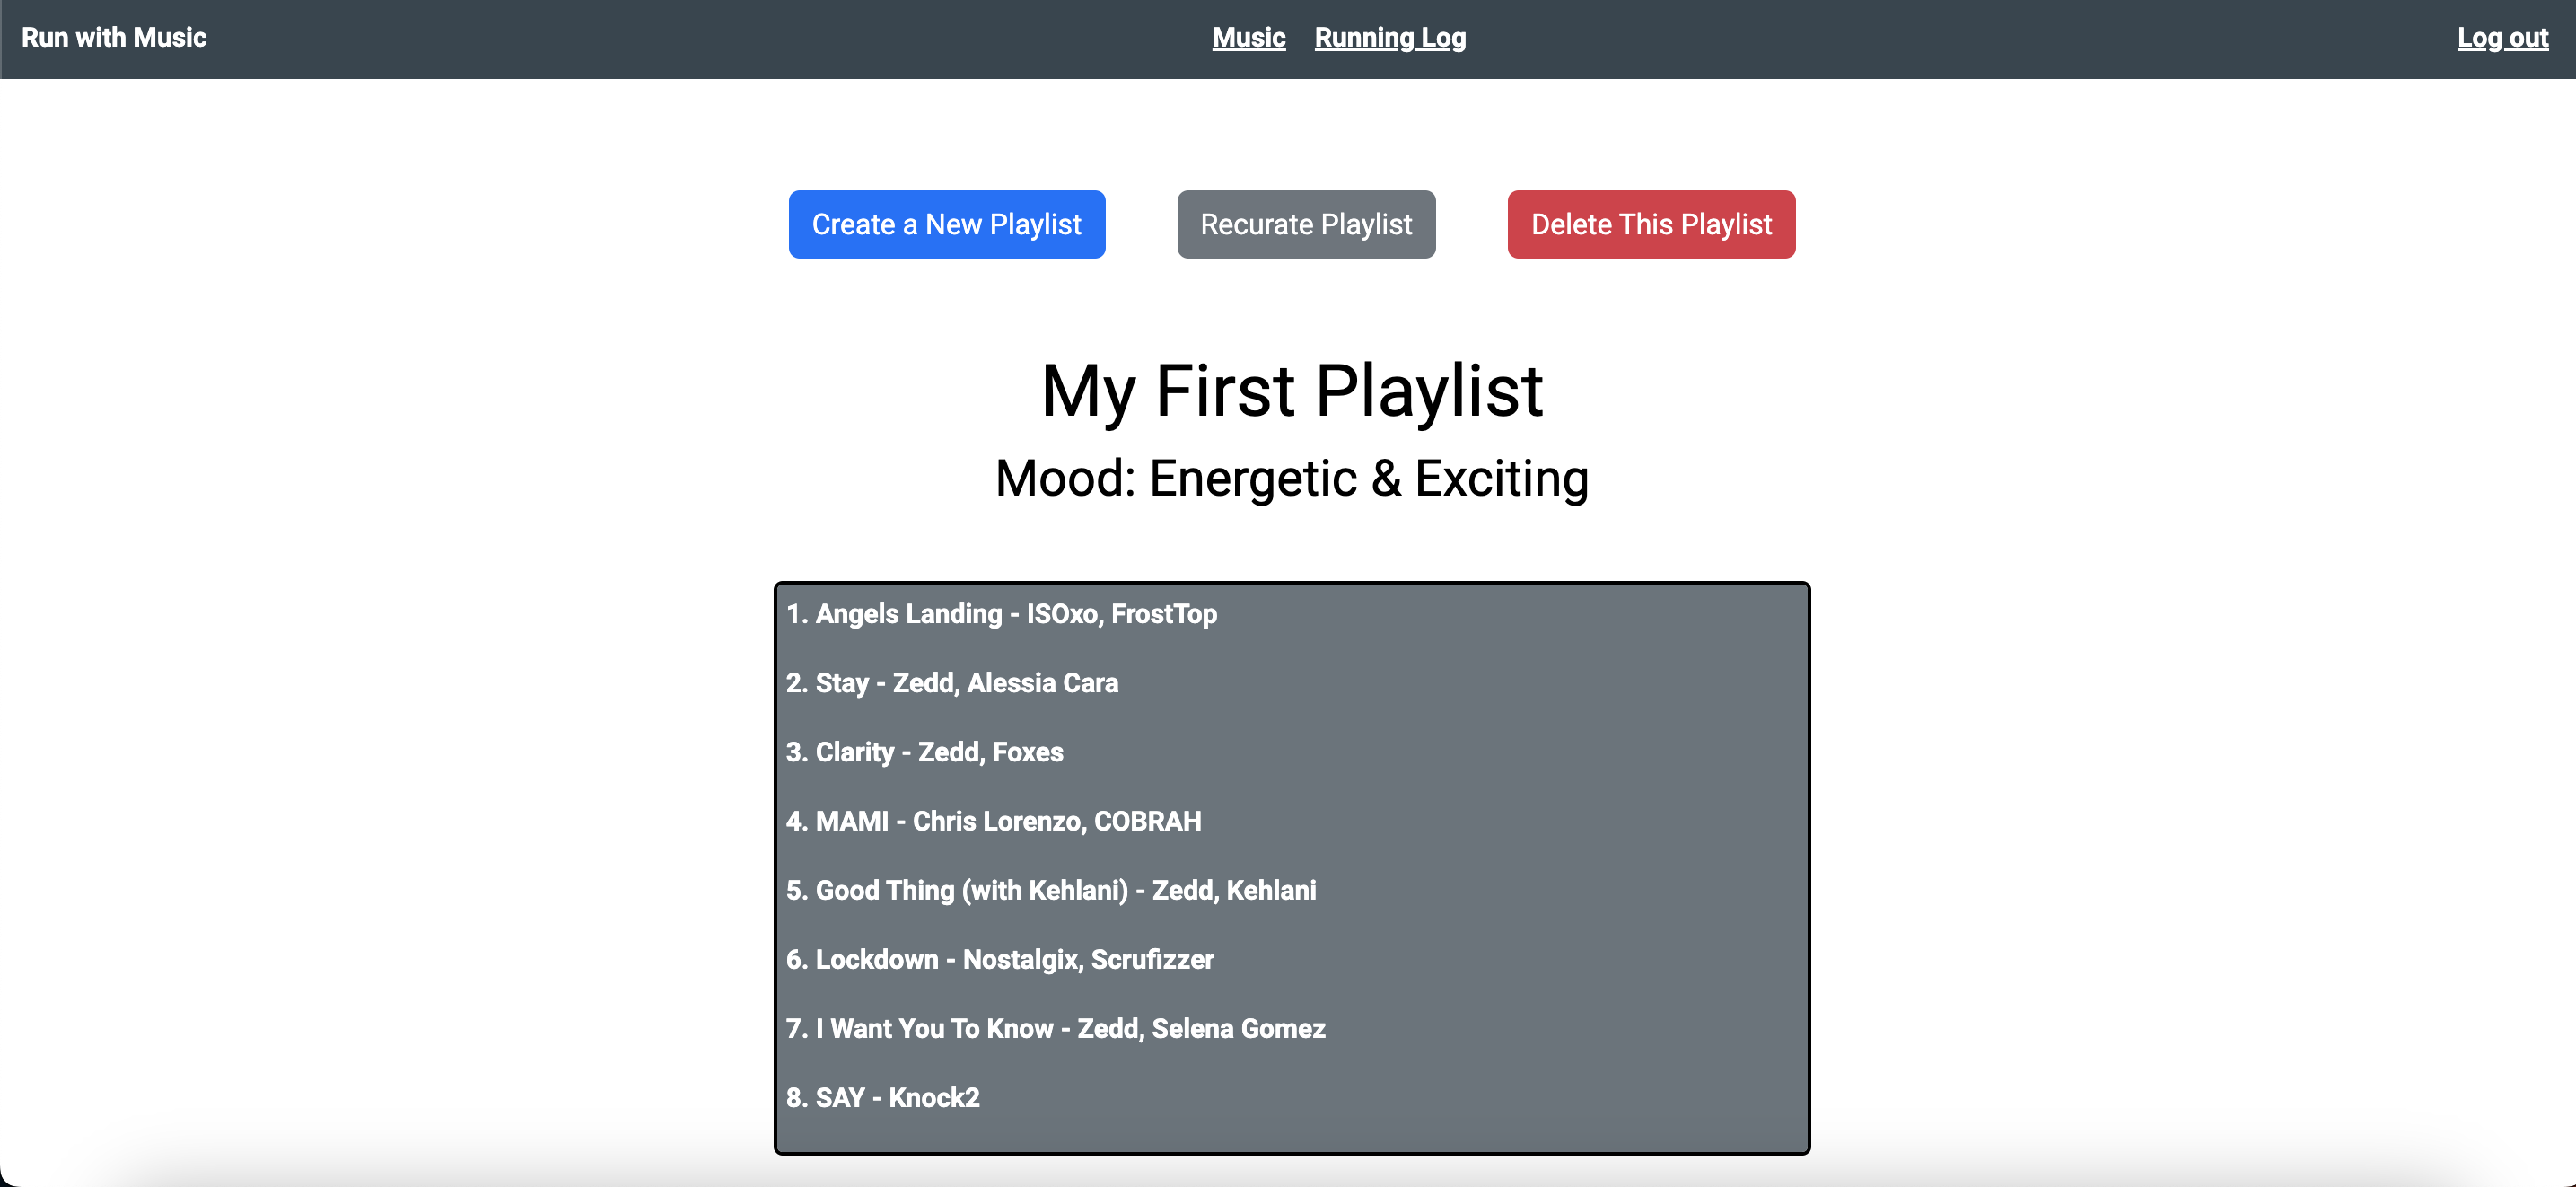 Run with Music
Music Running Log
Log out
Create a New Playlist
Recurate Playlist
Delete This Playlist
My First Playlist
Mood: Energetic & Exciting
1. Angels Landing - ISOxo, FrostTop
2. Stay - Zedd, Alessia Cara
3. Clarity - Zedd, Foxes
4. MAMI - Chris Lorenzo, COBRAH
5. Good Thing (with Kehlani) - Zedd, Kehlani
6. Lockdown - Nostalgix, Scrufizzer
7. I Want You To Know - Zedd, Selena Gomez
8. SAY - Knock2